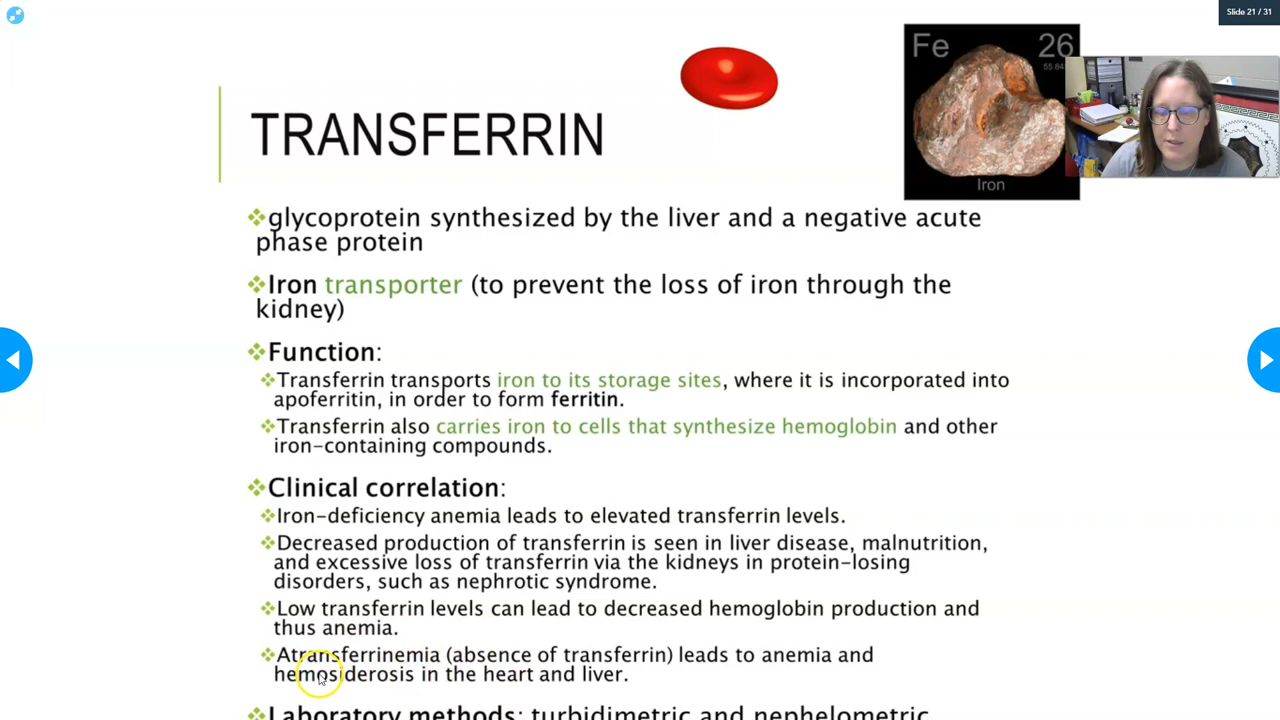 Slide 21 / 31
Fe 26
55.84
Iron
TRANSFERRIN
glycoprotein synthesized by the liver and a negative acute
phase protein
Iron transporter (to prevent the loss of iron through the
kidney)
Function:
Transferrin transports iron to its storage sites, where it is incorporated into
apoferritin, in order to form ferritin.
Transferrin also carries iron to cells that synthesize hemoglobin and other
iron-containing compounds.
Clinical correlation:
Iron-deficiency anemia leads to elevated transferrin levels.
Decreased production of transferrin is seen in liver disease, malnutrition,
and excessive loss of transferrin via the kidneys in protein-losing
disorders, such as nephrotic syndrome.
Low transferrin levels can lead to decreased hemoglobin production and
thus anemia.
Atransferrinemia (absence of transferrin) leads to anemia and
hemosiderosis in the heart and liver.
Laboratory methods: turbidimetric and nephelometric